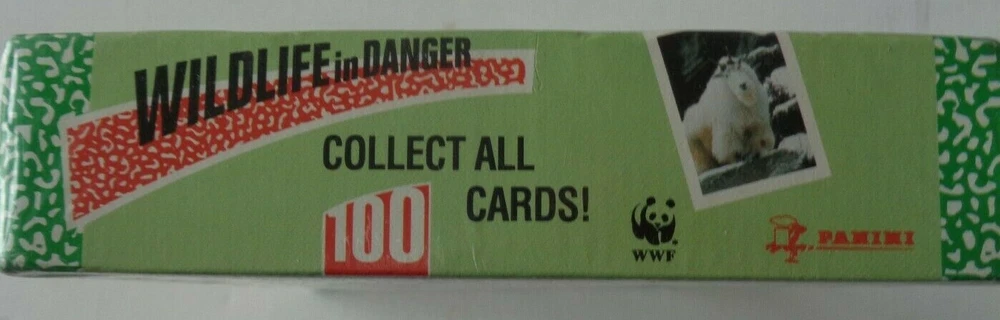 WILDLIFE in DANGER
COLLECT ALL
100 CARDS!
WWF
PANINI